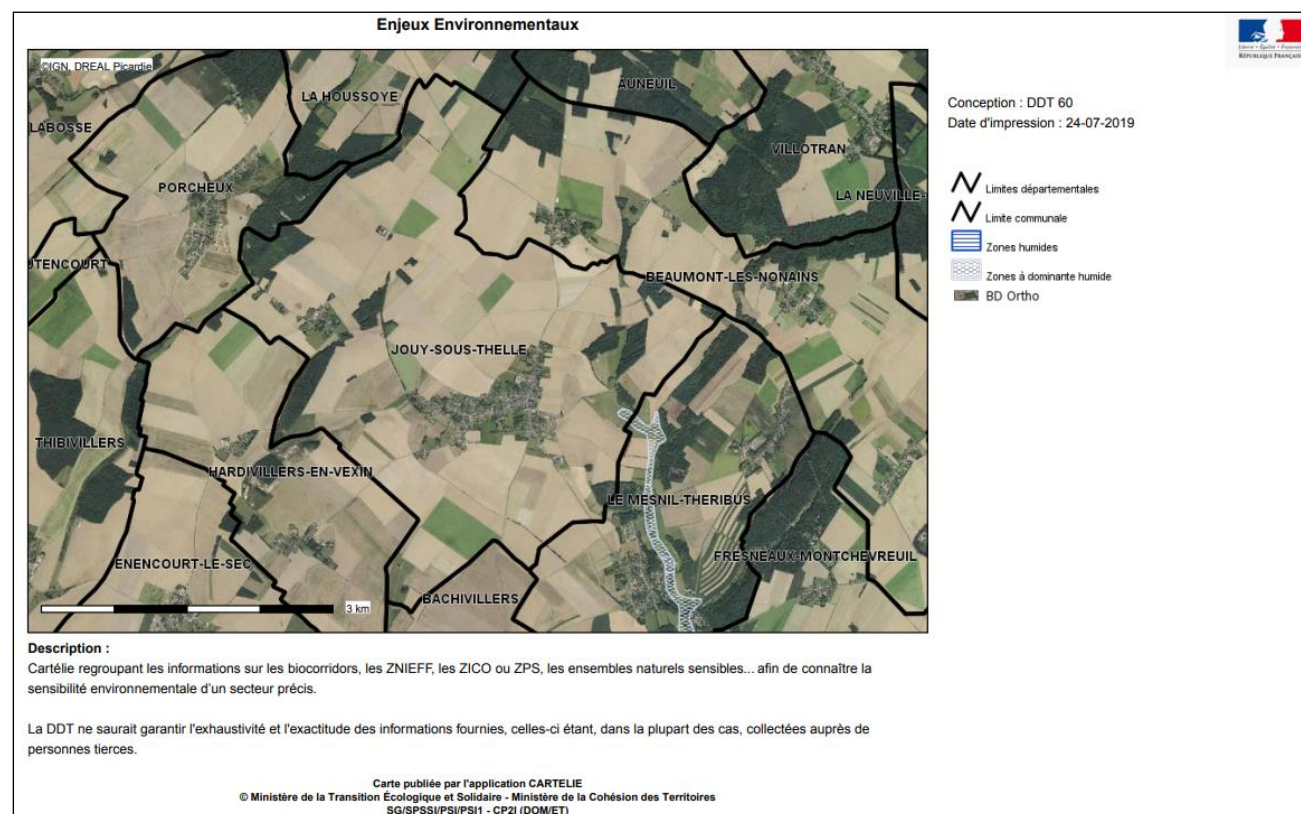 Enjeux Environnementaux
Liberté • Égalité • Fraternité
RÉPUBLIQUE FRANÇAISE
©IGN, DREAL Picardie
AUNEUIL
LA HOUSSOYE
LABOSSE
VILLOTRAN
PORCHEUX
LA NEUVILLE-
UTENCOURT
BEAUMONT-LES-NONAINS
JOUY-SOUS-THELLE
THIBIVILLERS
HARDIVILLERS-EN-VEXIN
LE MESNIL-THERIBUS
FRESNEAUX-MONTCHEVREUIL
ENENCOURT-LE-SEC
BACHIVILLERS
3 km
Conception : DDT 60
Date d'impression : 24-07-2019
Limites départementales
Limite communale
Zones humides
Zones à dominante humide
BD Ortho
Description :
Cartélie regroupant les informations sur les biocorridors, les ZNIEFF, les ZICO ou ZPS, les ensembles naturels sensibles... afin de connaître la
sensibilité environnementale d'un secteur précis.
La DDT ne saurait garantir l'exhaustivité et l'exactitude des informations fournies, celles-ci étant, dans la plupart des cas, collectées auprès de
personnes tierces.
Carte publiée par l'application CARTELIE
© Ministère de la Transition Écologique et Solidaire - Ministère de la Cohésion des Territoires
SG/SPSSI/PSI/PSI1 - CP2I (DOM/ET)